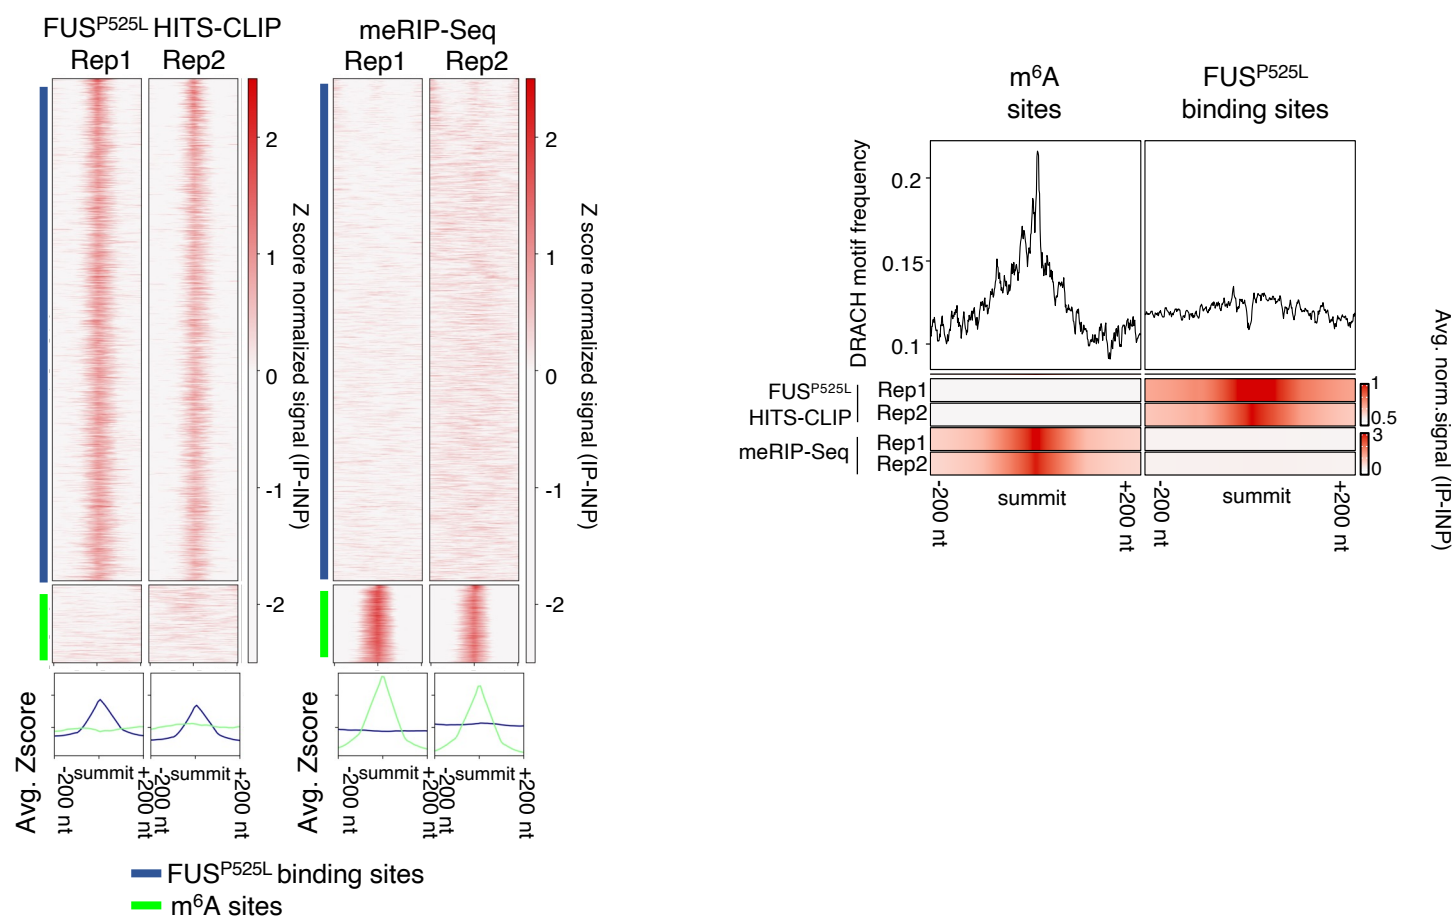 FUSP525L HITS-CLIP
Rep1 Rep2
meRIP-Seq
Rep1 Rep2
2
1
0
-1
-2
Z score normalized signal (IP-INP)
2
1
0
-1
-2
Z score normalized signal (IP-INP)
Avg. Zscore
-200 nt summit +200 nt
-200 nt summit +200 nt
Avg. Zscore
-200 nt summit +200 nt
-200 nt summit +200 nt
FUSP525L binding sites
m6A sites
m6A
sites
FUSP525L
binding sites
DRACH motif frequency
0.2
0.15
0.1
FUSP525L
HITS-CLIP
Rep1
Rep2
meRIP-Seq
Rep1
Rep2
1
0.5
3
0
-200 nt summit +200 nt
-200 nt summit +200 nt
Avg. norm.signal (IP-INP)